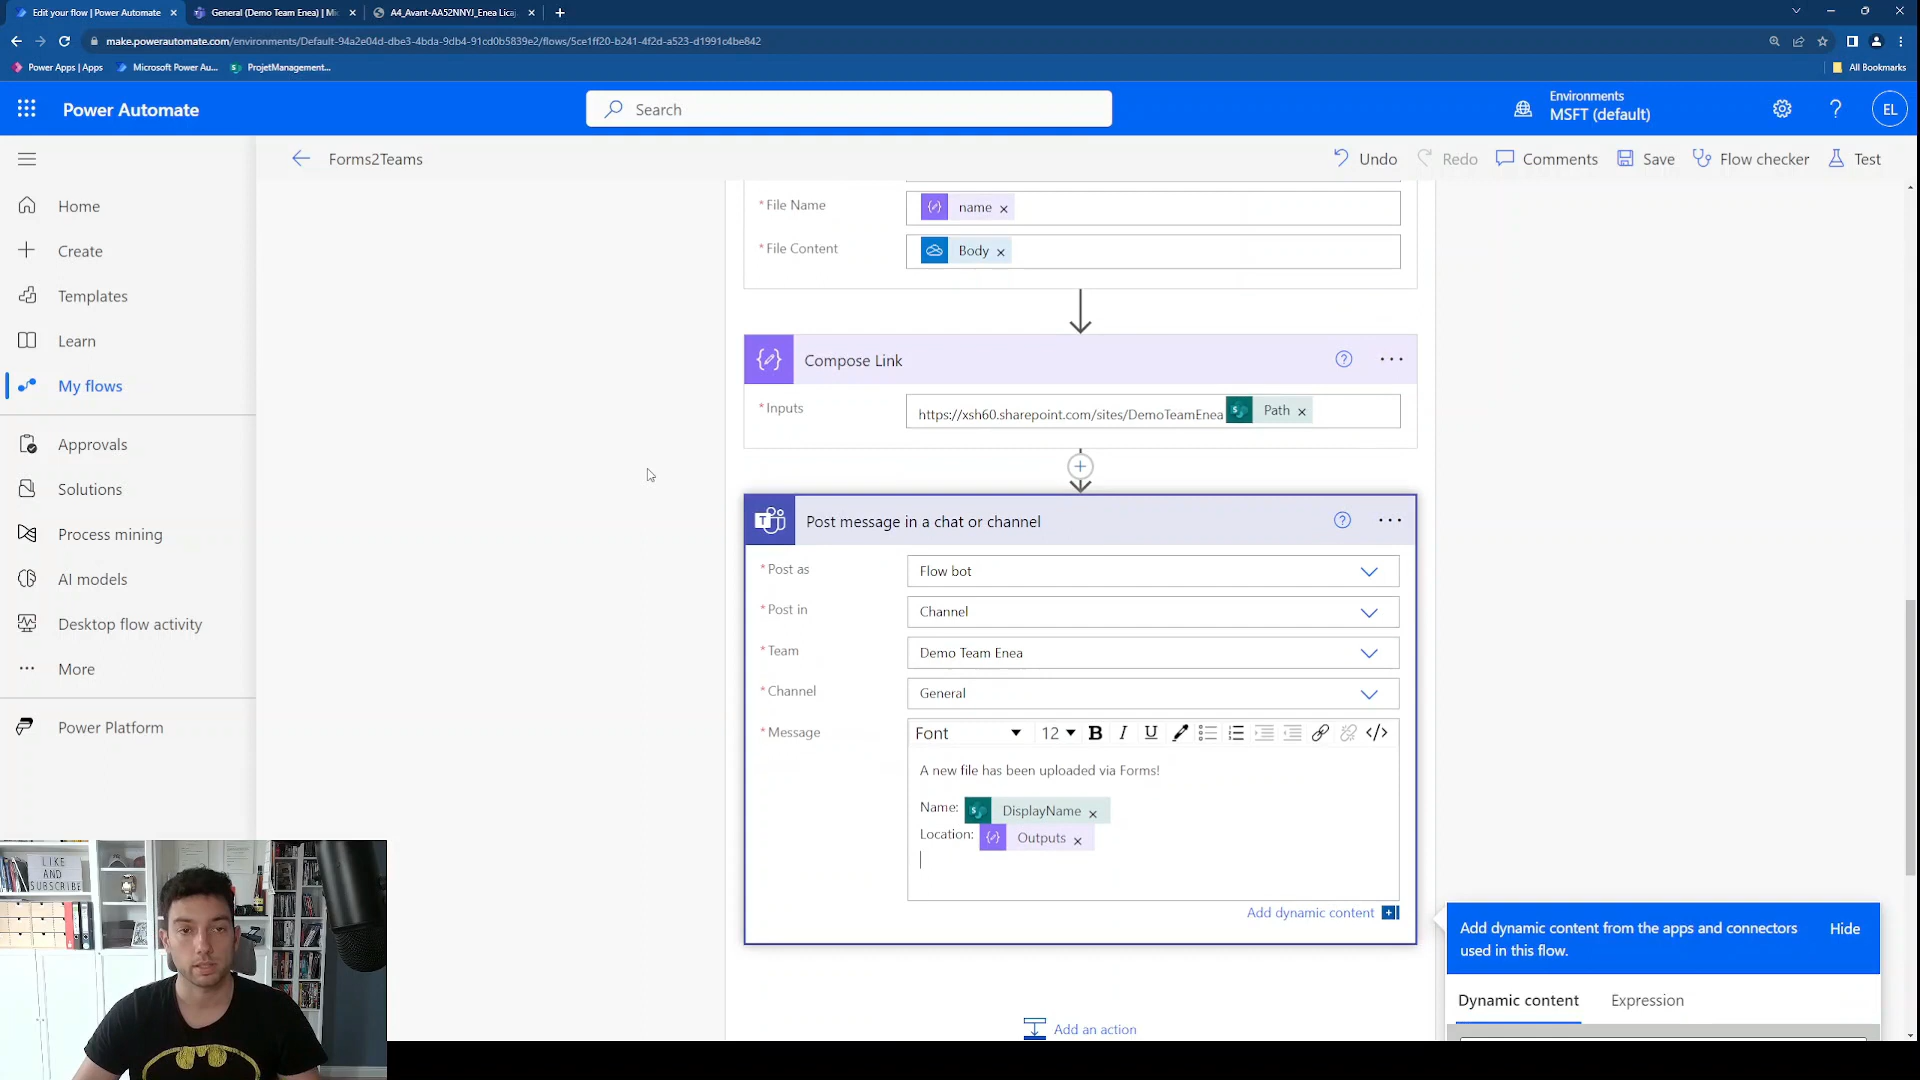 Edit your flow | Power Automate
General (Demo Team Enea) | Mi
A4_Avant-AA52NNYJ_Enea Lica
make.powerautomate.com/environments/Default-94a2e04d-dbe3-4bda-9db4-91cd0b5839e2/flows/5ce1ff20-b241-4f2d-a523-d1991c4be842
Power Apps | Apps
Microsoft Power Au...
ProjetManagement...
All Bookmarks
Power Automate
Search
Environments
MSFT (default)
EL
Forms2Teams
Undo
Redo
Comments
Save
Flow checker
Test
Home
Create
Templates
Learn
My flows
Approvals
Solutions
Process mining
AI models
Desktop flow activity
More
Power Platform
* File Name
name
* File Content
Body
Compose Link
* Inputs
https://xsh60.sharepoint.com/sites/DemoTeamEnea Path
Post message in a chat or channel
* Post as
Flow bot
* Post in
Channel
* Team
Demo Team Enea
* Channel
General
* Message
Font
12
A new file has been uploaded via Forms!
Name: DisplayName
Location: Outputs
Add dynamic content
Add an action
Add dynamic content from the apps and connectors
used in this flow.
Hide
Dynamic content
Expression
LIKE
AND
SUBSCRIBE